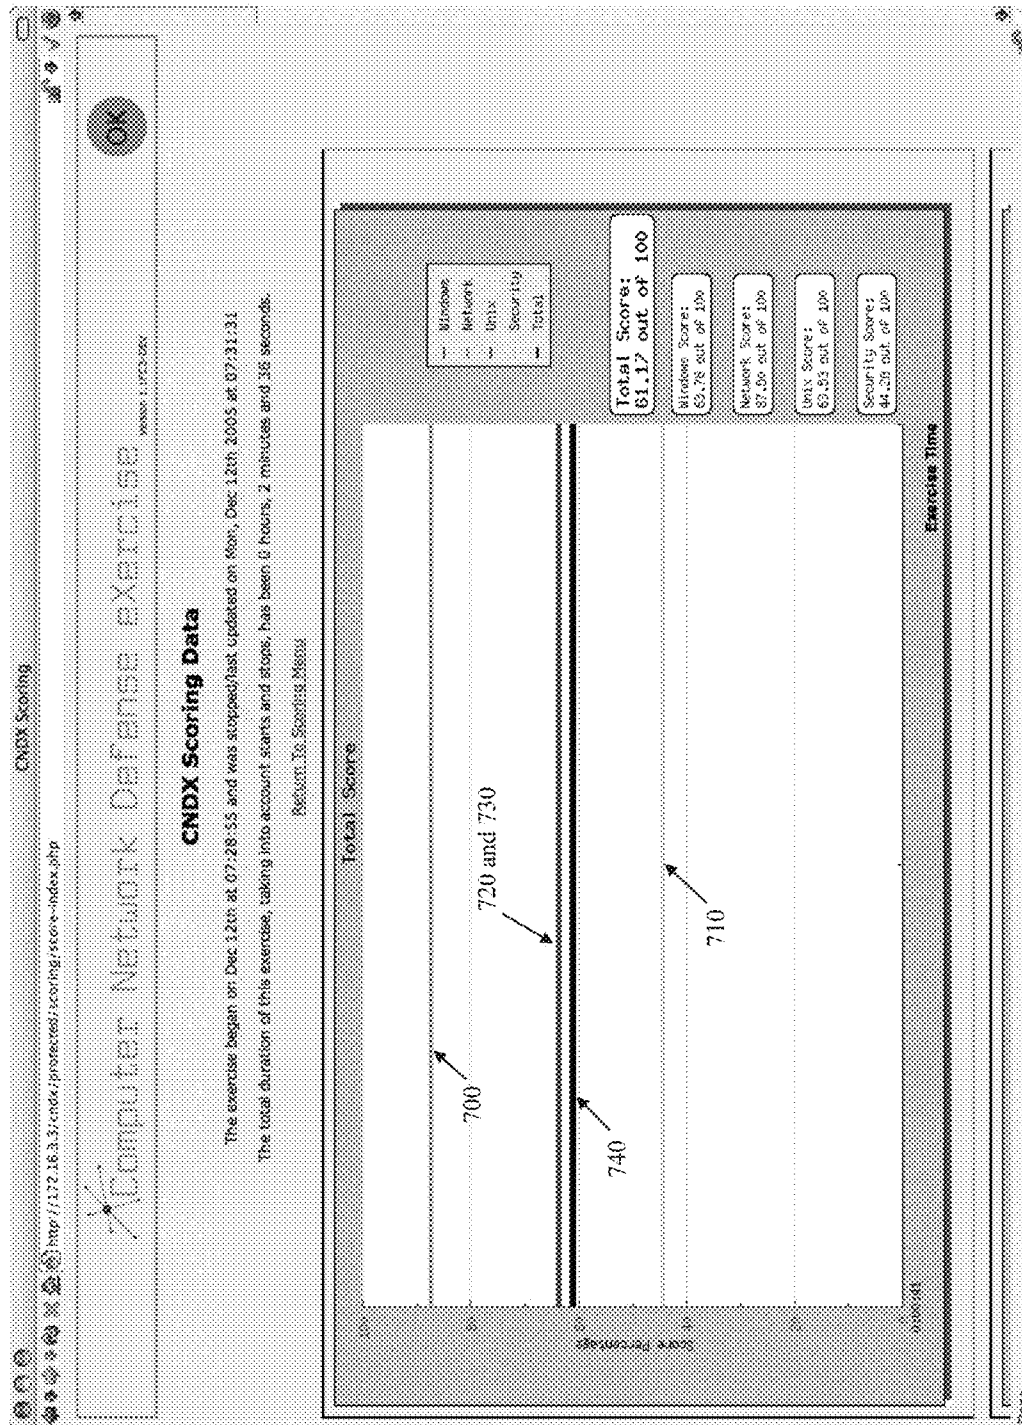 CNDX Scoring
http://172.16.3.3/cndx/protected/scoring/score-index.php
Computer Network Defense eXercise
OK
CNDX Scoring Data
The exercise began on Dec 12th at 07:28:55 and was stopped/last updated on Mon, Dec 12th 2005 at 07:31:31
The total duration of this exercise, taking into account starts and stops, has been 0 hours, 2 minutes and 36 seconds.
Return To Scoring Menu
Total Score
Score Percentage
700
720 and 730
740
710
Windows
Network
Unix
Security
Total
Total Score:
61.17 out of 100
Windows Score:
63.76 out of 100
Network Score:
87.50 out of 100
Unix Score:
out of 100
Security Score:
out of 100
Exercise Time